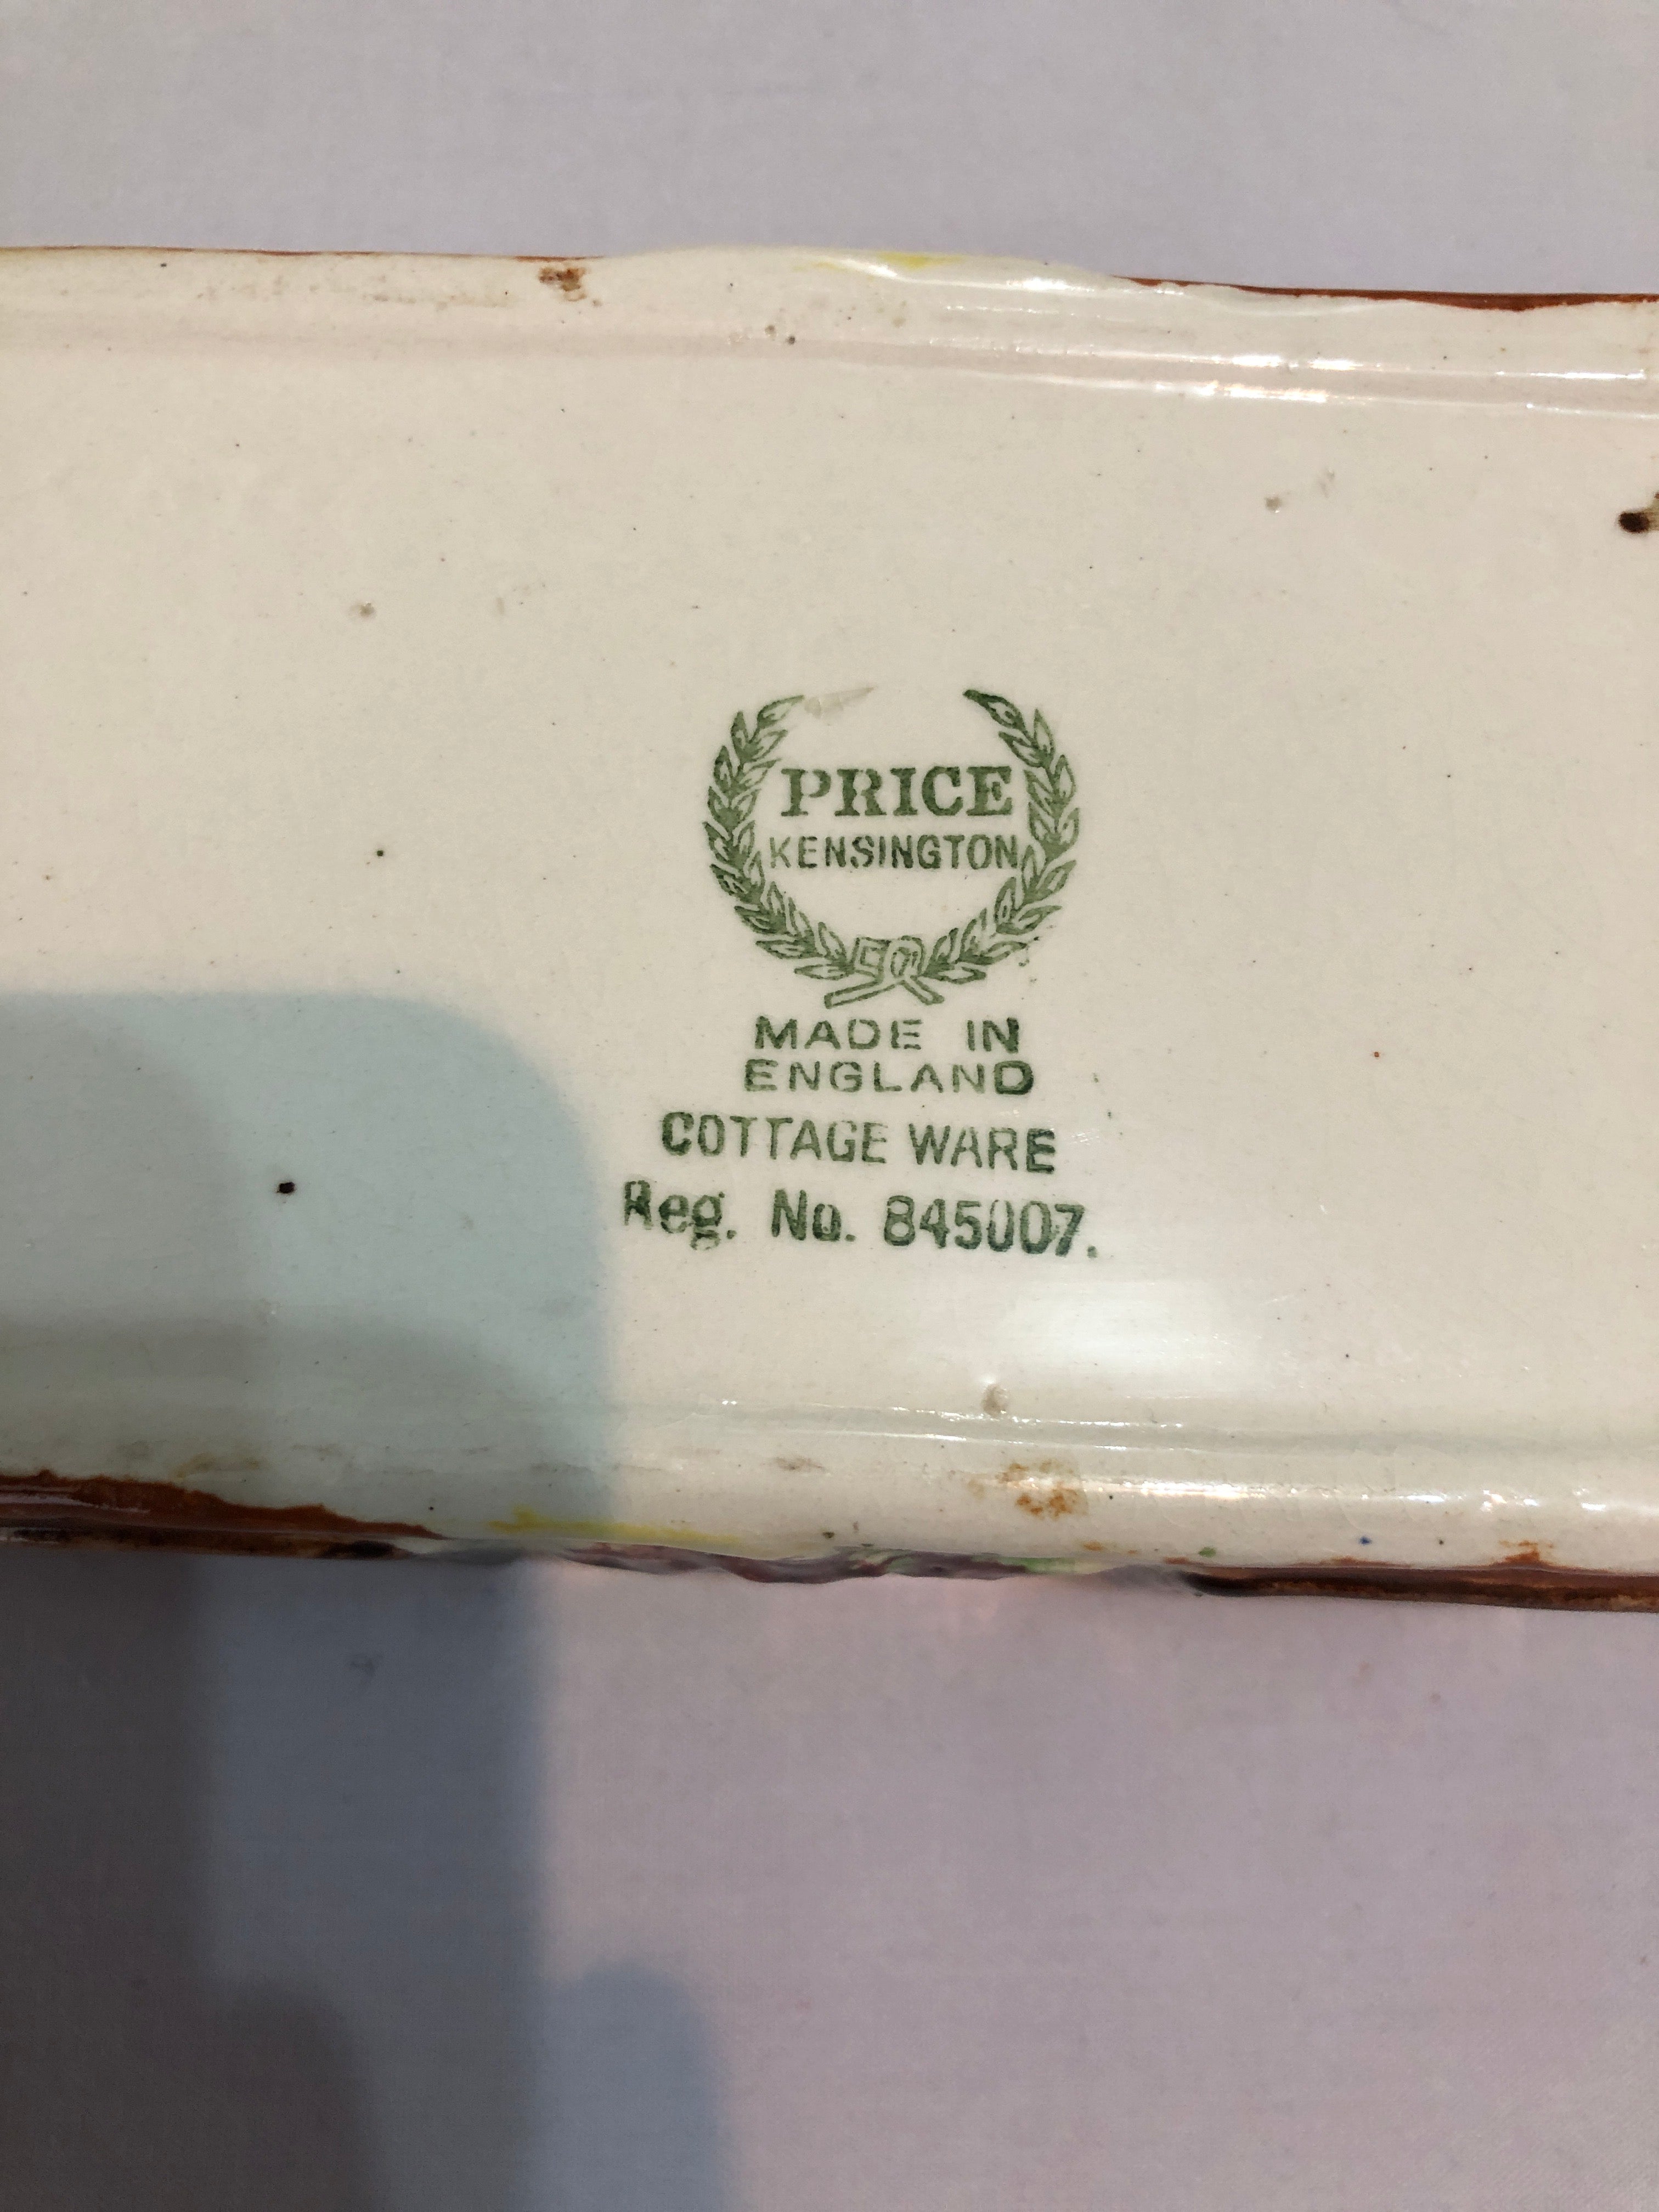 PRICE
KENSINGTON
MADE IN
ENGLAND
COTTAGE WARE
Reg. No. 845007.